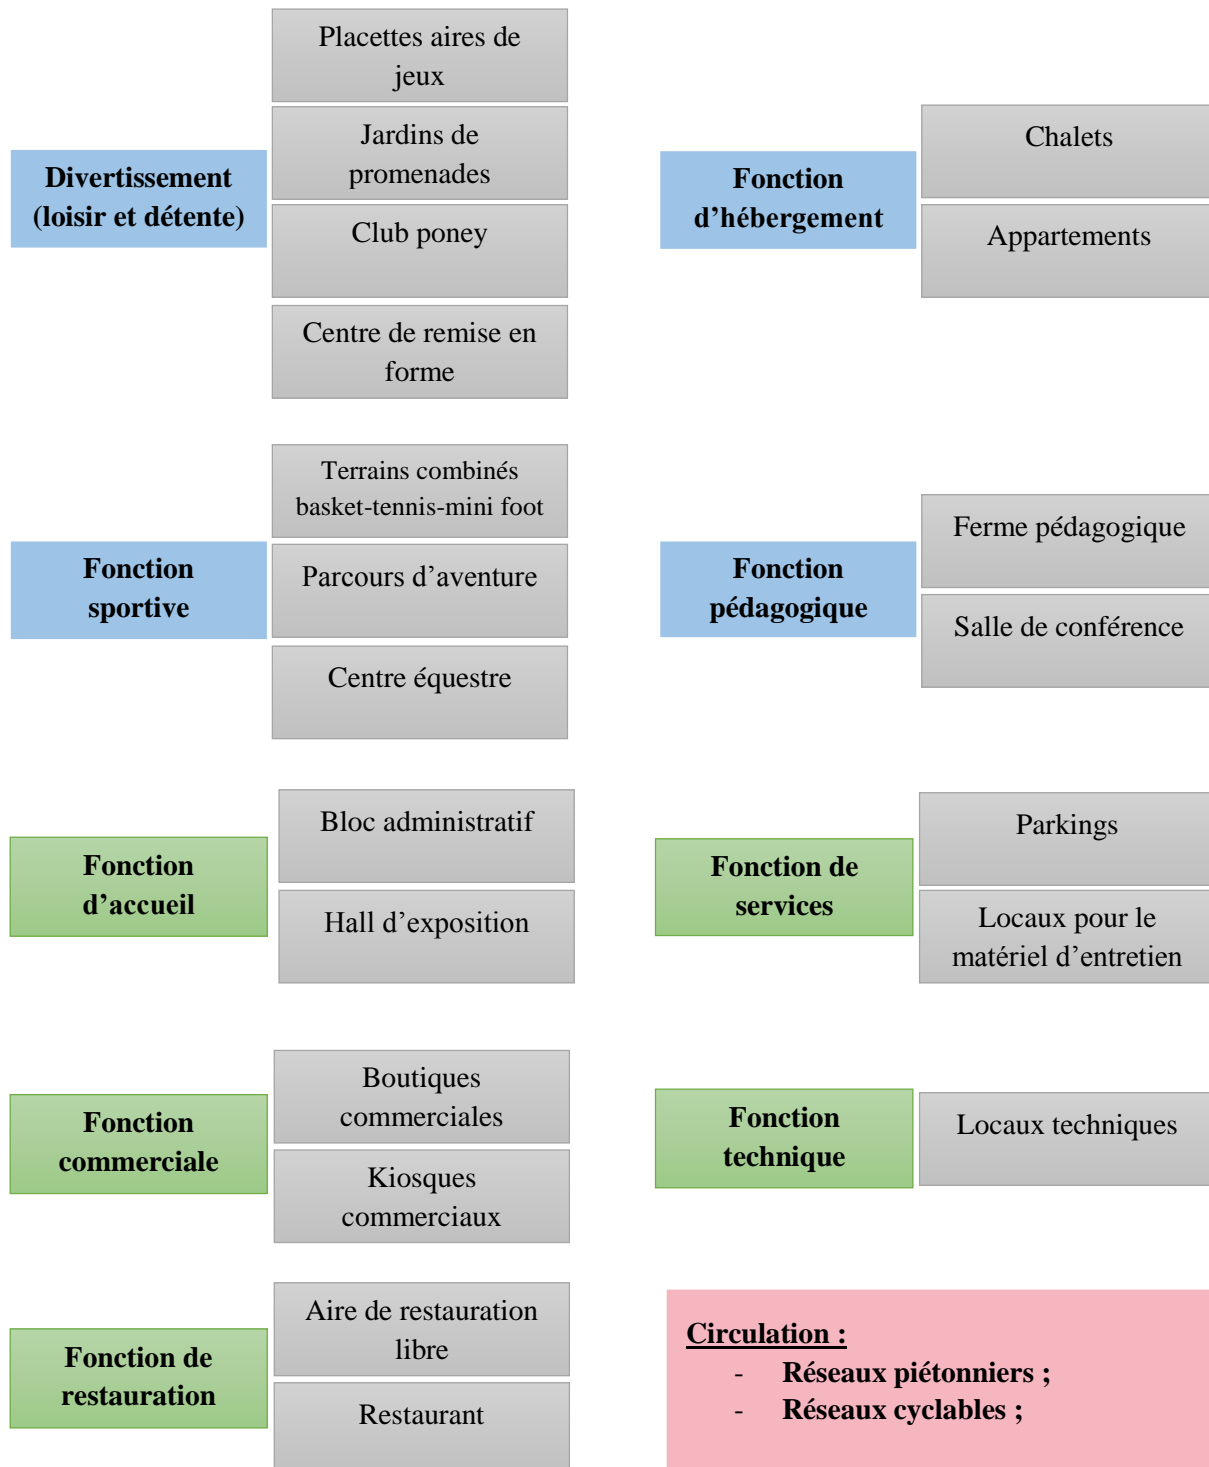 Divertissement
(loisir et détente)
Placettes aires de
jeux
Jardins de
promenades
Club poney
Centre de remise en
forme
Fonction
d’hébergement
Chalets
Appartements
Fonction
sportive
Terrains combinés
basket-tennis-mini foot
Parcours d’aventure
Centre équestre
Fonction
pédagogique
Ferme pédagogique
Salle de conférence
Fonction
d’accueil
Bloc administratif
Hall d’exposition
Fonction de
services
Parkings
Locaux pour le
matériel d’entretien
Fonction
commerciale
Boutiques
commerciales
Kiosques
commerciaux
Fonction
technique
Locaux techniques
Fonction de
restauration
Aire de restauration
libre
Restaurant
Circulation :
- Réseaux piétonniers ;
- Réseaux cyclables ;